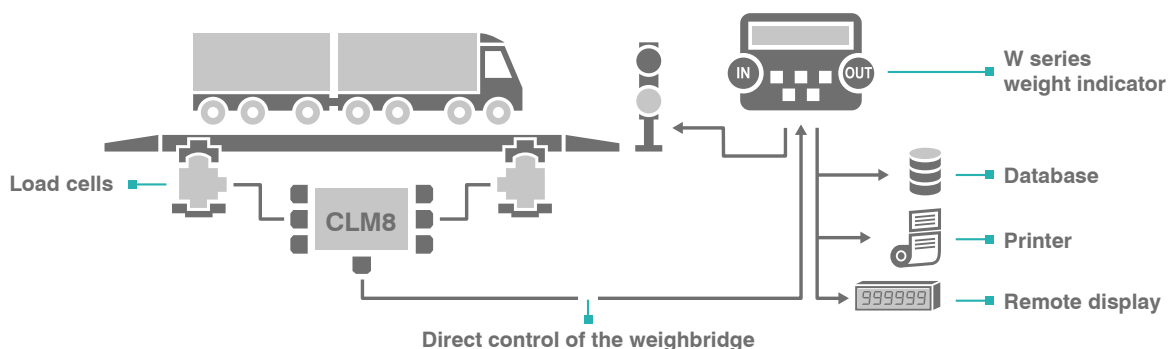 IN
OUT
W series
weight indicator
Load cells
CLM8
Database
Printer
999999
Remote display
Direct control of the weighbridge